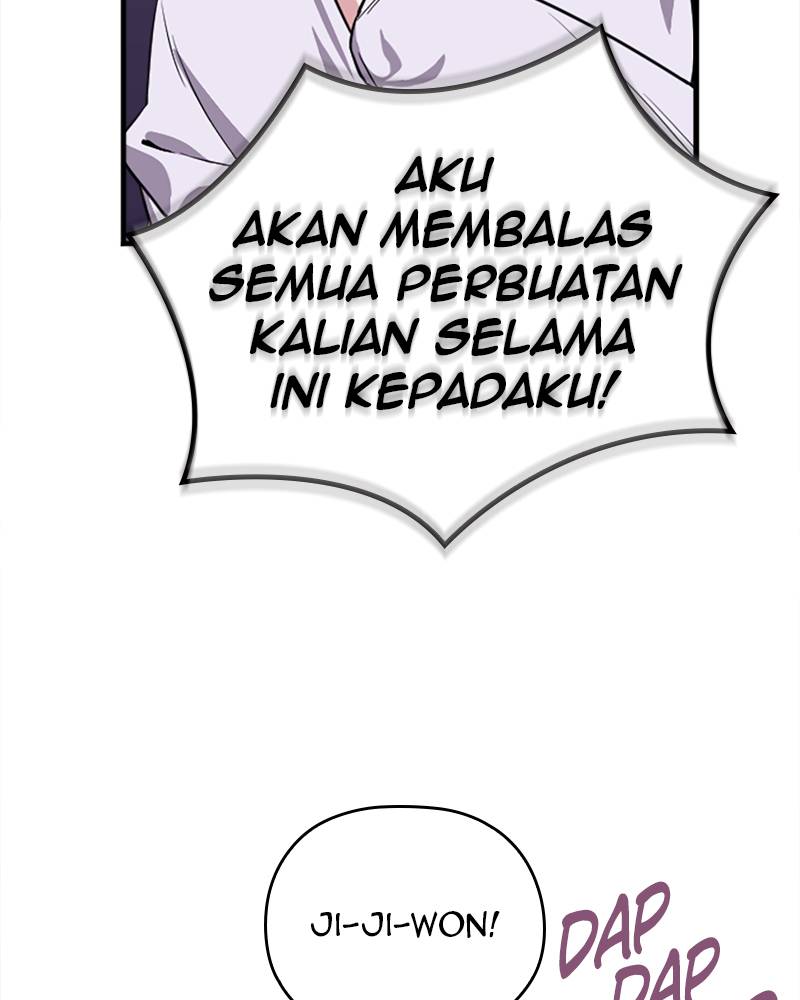 AKU
AKAN MEMBALAS
SEMUA PERBUATAN
KALIAN SELAMA
INI KEPADAKU!
JI-JI-WON!
DAP
DAP